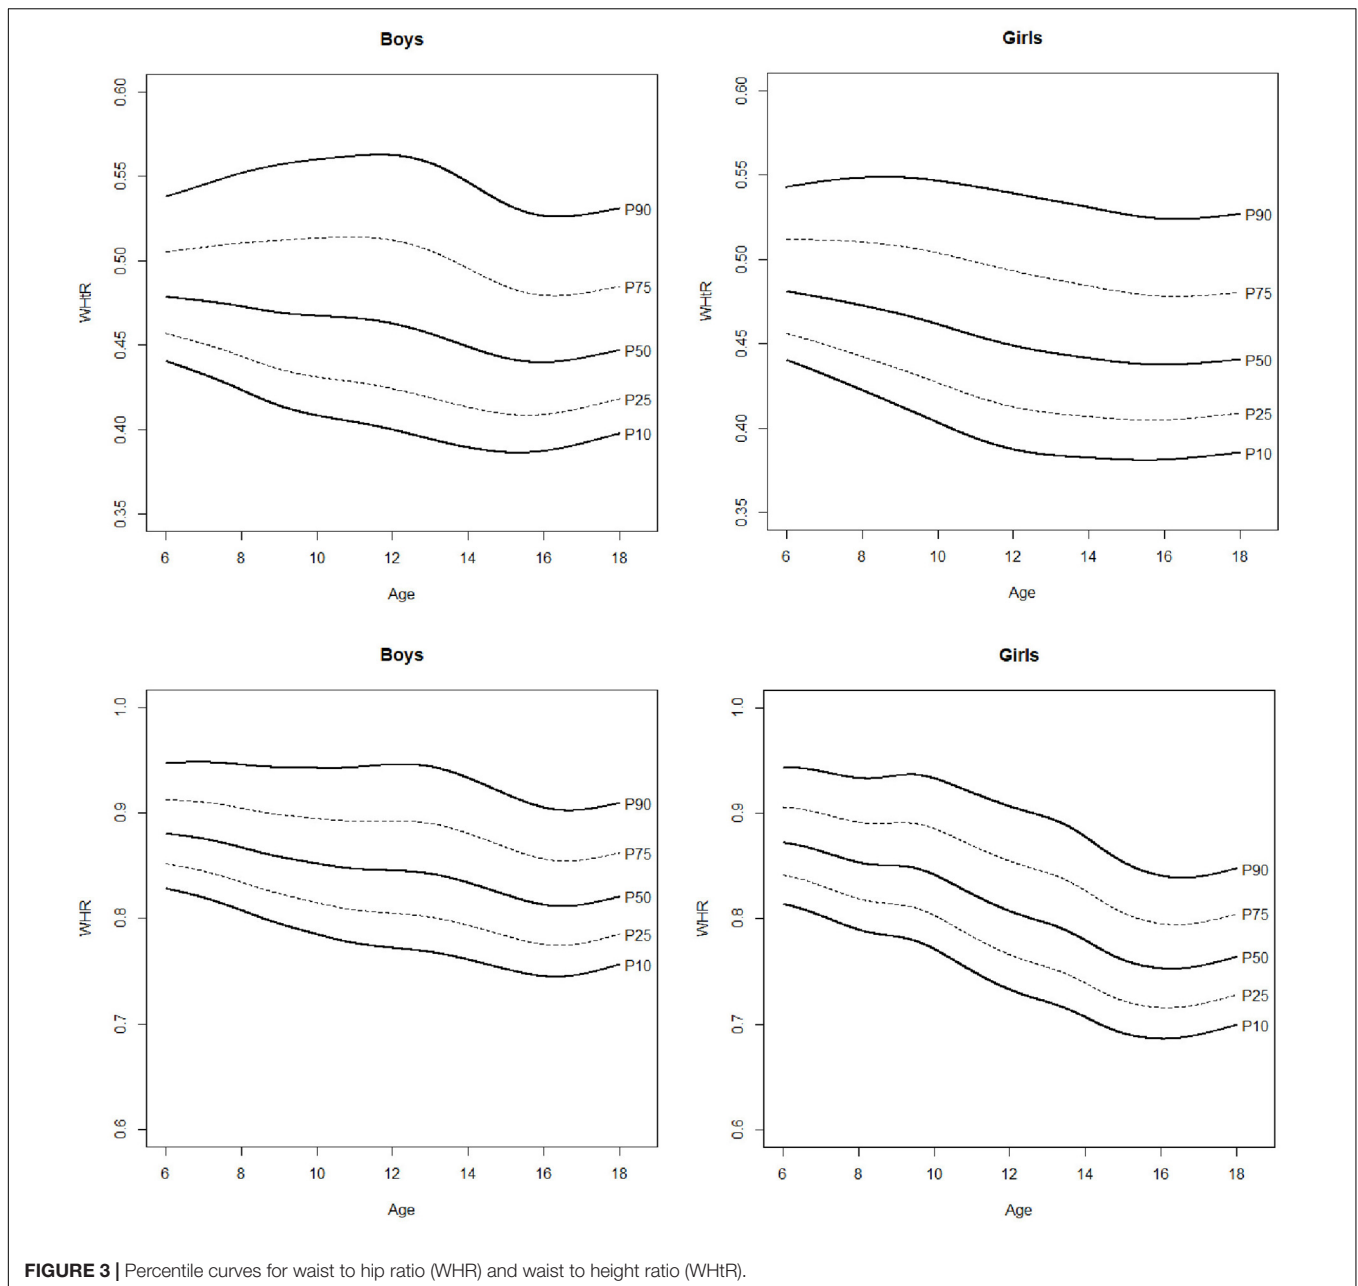 Boys
0.60
0.55
0.50
0.45
0.40
0.35
WHtR
P90
P75
P50
P25
P10
6 8 10 12 14 16 18
Age
Girls
0.60
0.55
0.50
0.45
0.40
0.35
WHtR
P90
P75
P50
P25
P10
6 8 10 12 14 16 18
Age
Boys
1.0
0.9
0.8
0.7
0.6
WHR
P90
P75
P50
P25
P10
6 8 10 12 14 16 18
Age
Girls
1.0
0.9
0.8
0.7
0.6
WHR
P90
P75
P50
P25
P10
6 8 10 12 14 16 18
Age
FIGURE 3 | Percentile curves for waist to hip ratio (WHR) and waist to height ratio (WHtR).